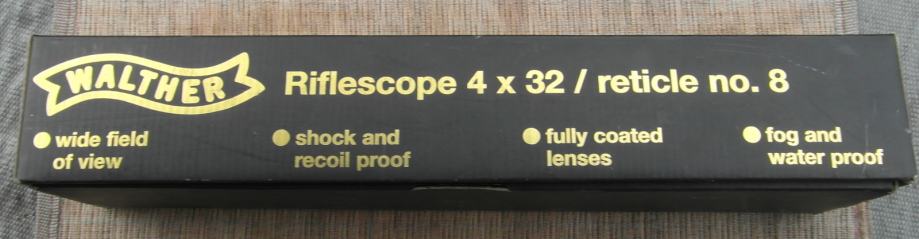 WALTHER
Riflescope 4 x 32 / reticle no. 8
wide field
of view
shock and
recoil proof
fully coated
lenses
fog and
water proof